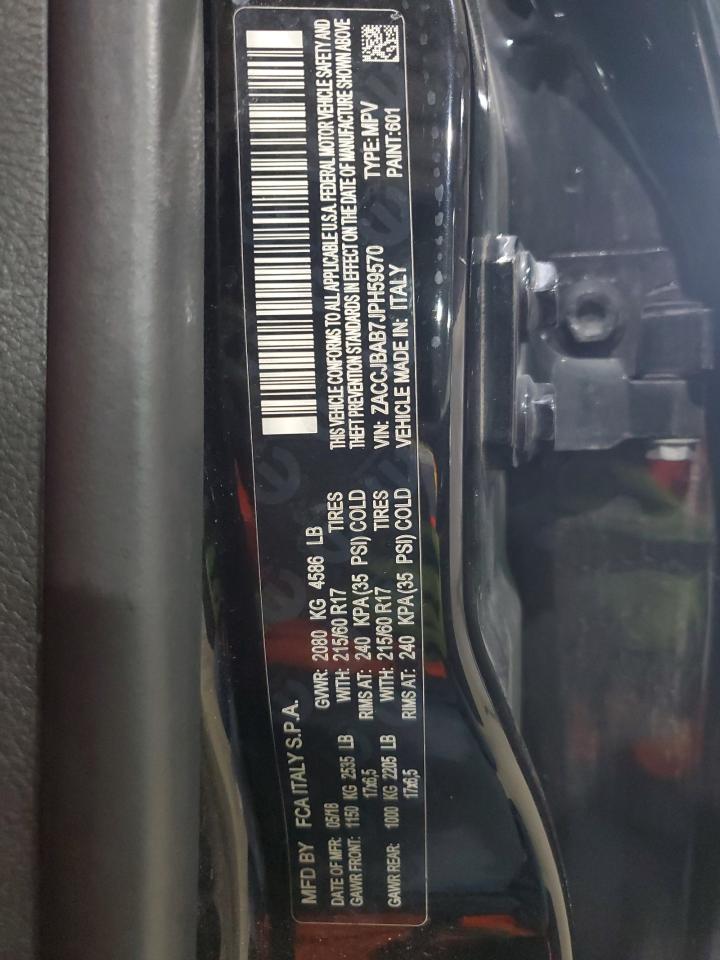 MFD BY FCA ITALY S.P.A.
DATE OF MFR: 05/18 GVWR: 2080 KG 4586 LB
GAWR FRONT: 1150 KG 2535 LB WITH: 215/60 R17 TIRES
17x6,5 RIMS AT: 240 KPA(35 PSI) COLD
GAWR REAR: 1000 KG 2205 LB WITH: 215/60 R17 TIRES
17x6,5 RIMS AT: 240 KPA(35 PSI) COLD
THIS VEHICLE CONFORMS TO ALL APPLICABLE U.S.A. FEDERAL MOTOR VEHICLE SAFETY AND
THEFT PREVENTION STANDARDS IN EFFECT ON THE DATE OF MANUFACTURE SHOWN ABOVE
VIN: ZACCJBAB7JPH59570 TYPE:MPV
VEHICLE MADE IN: ITALY PAINT:601